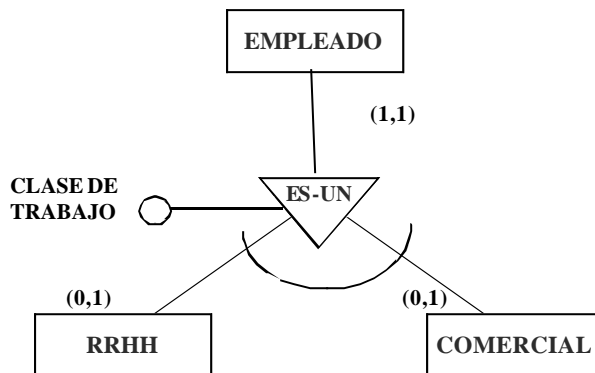 EMPLEADO
(1,1)
ES-UN
CLASE DE
TRABAJO
(0,1)
(0,1)
RRHH
COMERCIAL